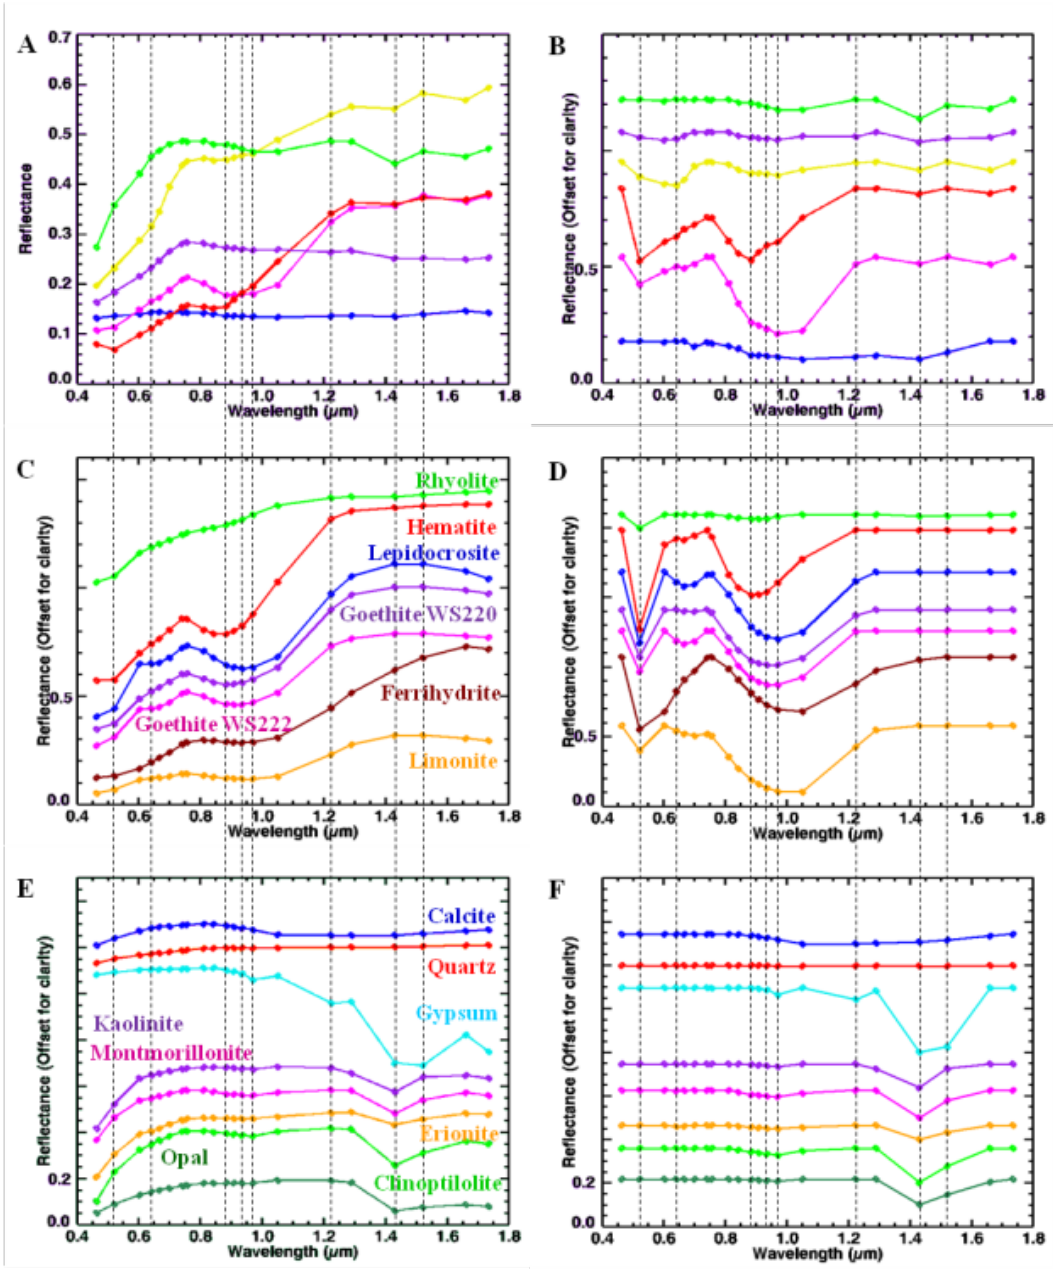 A
0.7
0.6
0.5
0.4
0.3
0.2
0.1
0.0
Reflectance
0.4 0.6 0.8 1.0 1.2 1.4 1.6 1.8
Wavelength (µm)
B
0.5
0.0
Reflectance (Offset for clarity)
0.4 0.6 0.8 1.0 1.2 1.4 1.6 1.8
Wavelength (µm)
C
Rhyolite
Hematite
Lepidocrosite
Goethite WS220
Ferrihydrite
Goethite WS222
Limonite
0.5
0.0
Reflectance (Offset for clarity)
0.4 0.6 0.8 1.0 1.2 1.4 1.6 1.8
Wavelength (µm)
D
0.5
0.0
Reflectance (Offset for clarity)
0.4 0.6 0.8 1.0 1.2 1.4 1.6 1.8
Wavelength (µm)
E
Calcite
Quartz
Gypsum
Kaolinite
Montmorillonite
Erionite
Opal
Clinoptilolite
0.2
0.0
Reflectance (Offset for clarity)
0.4 0.6 0.8 1.0 1.2 1.4 1.6 1.8
Wavelength (µm)
F
0.2
0.0
Reflectance (Offset for clarity)
0.4 0.6 0.8 1.0 1.2 1.4 1.6 1.8
Wavelength (µm)